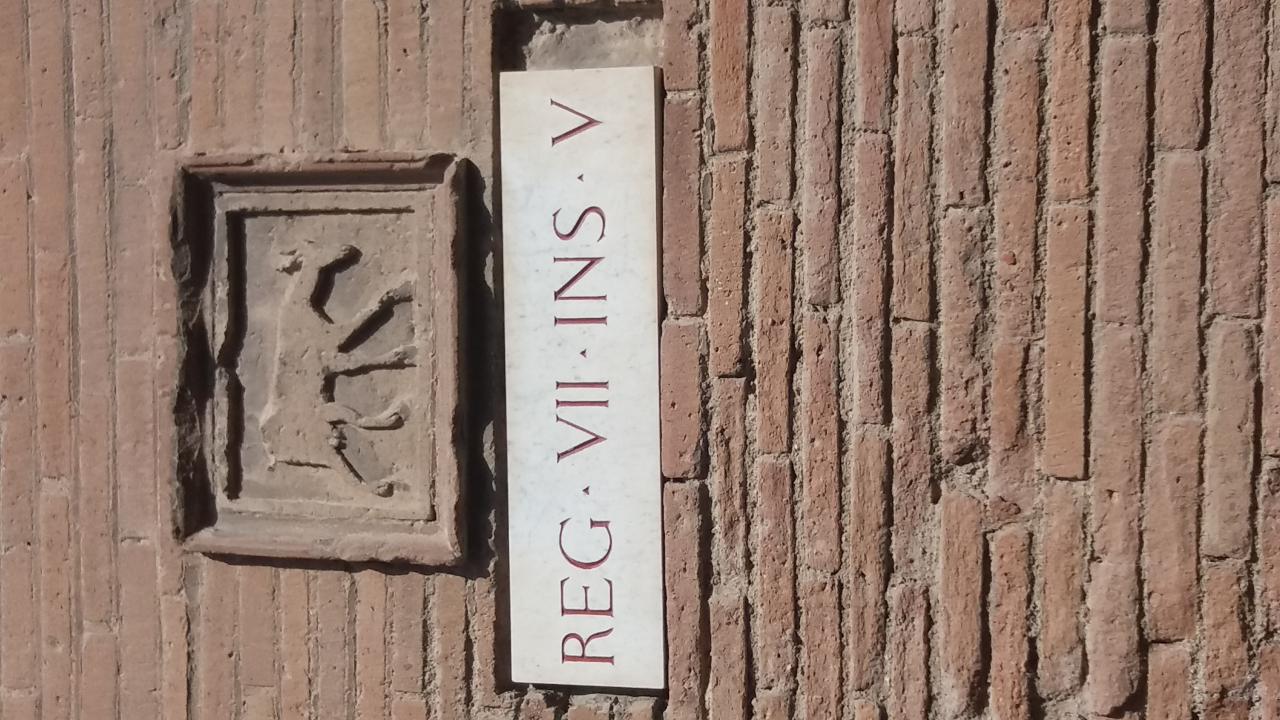 REG · VII · INS · V